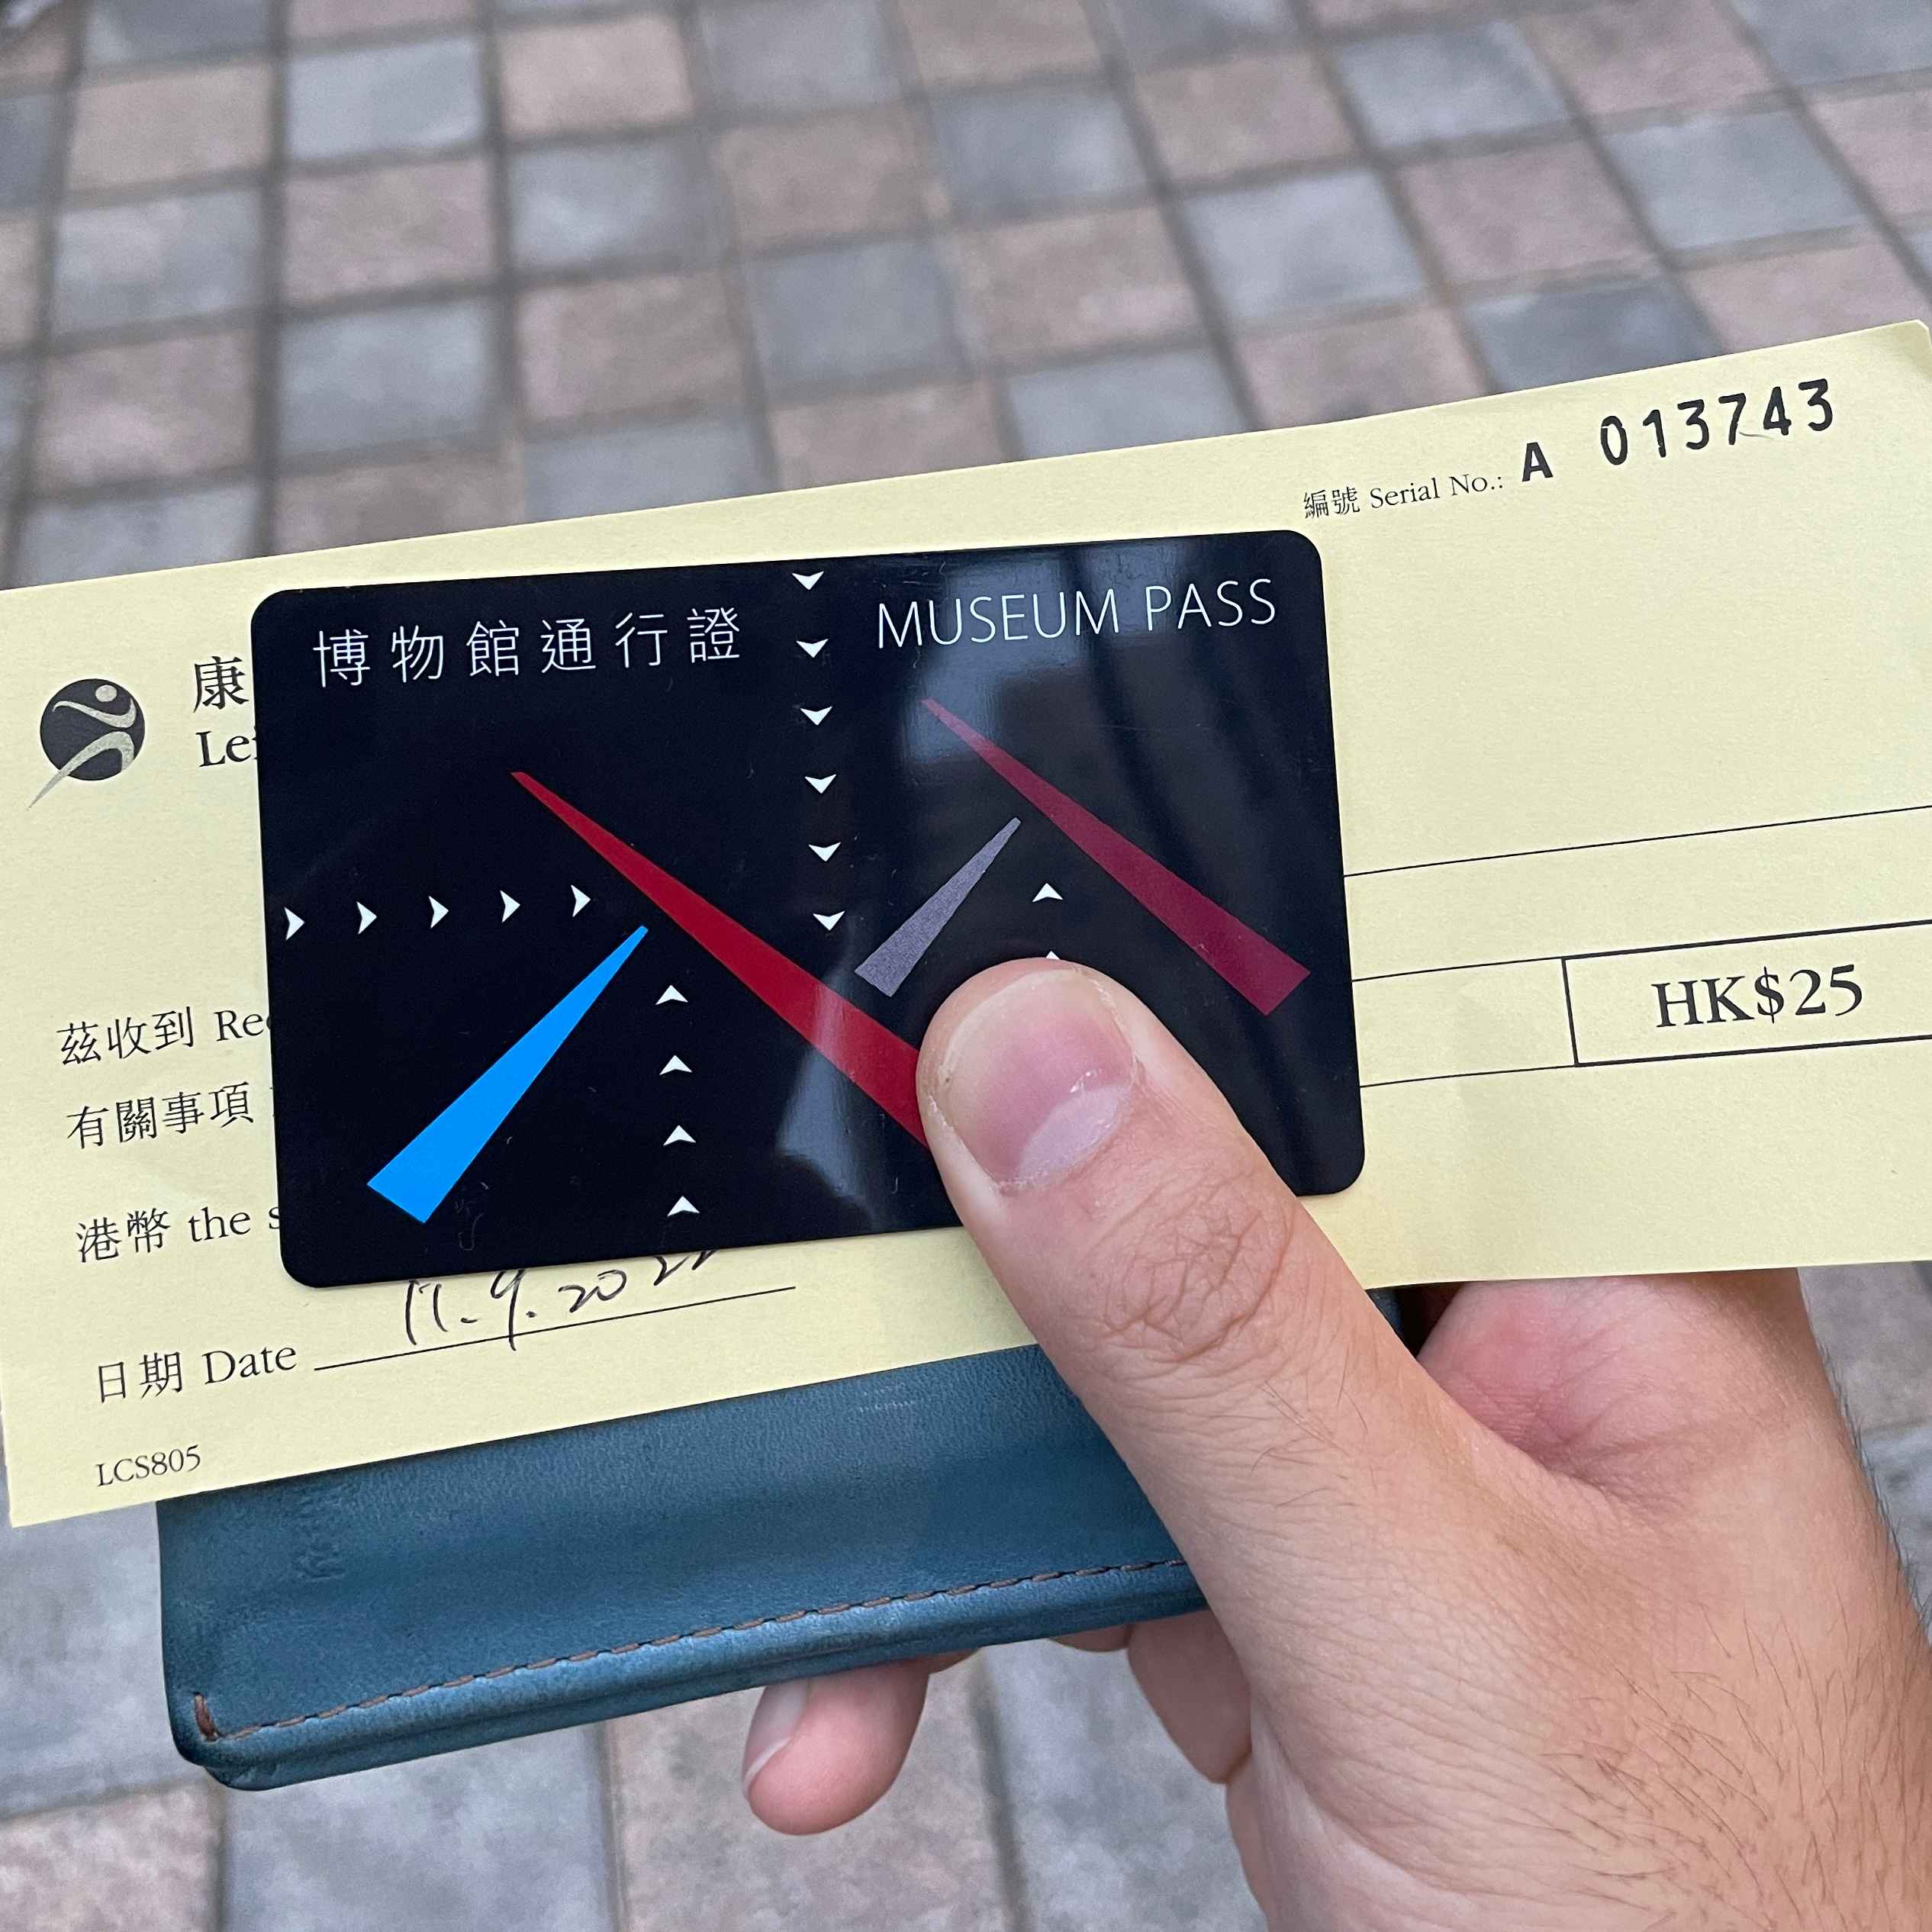 編號 Serial No.: A 013743
博物館通行證
MUSEUM PASS
康
Lei
茲收到 Re
有關事項
HK$25
港幣 the s
日期 Date
LCS805